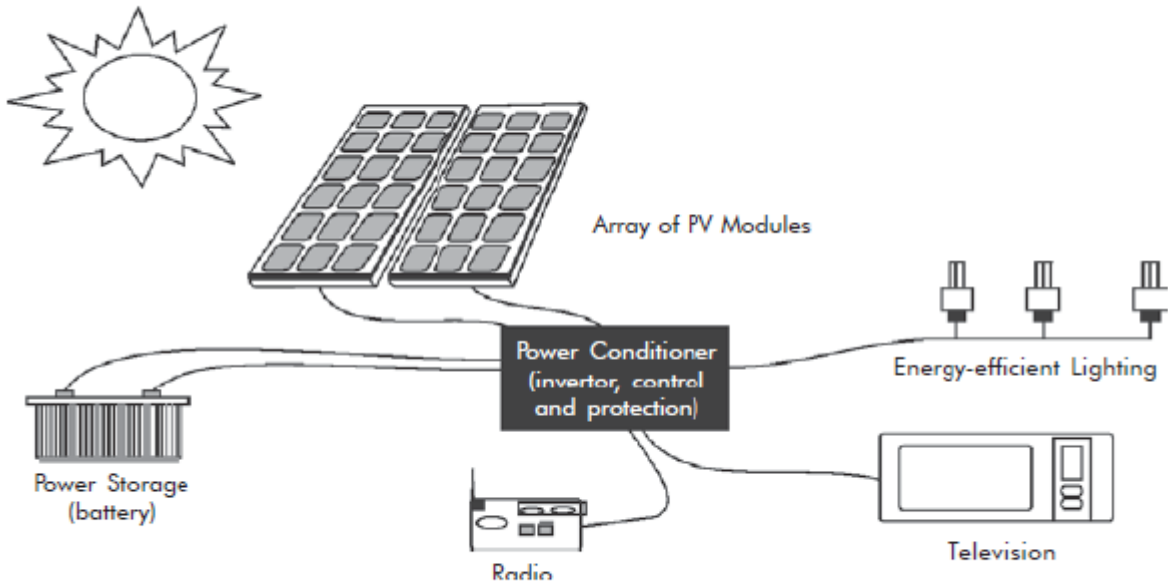 Array of PV Modules
Power Conditioner
(invertor, control
and protection)
Energy-efficient Lighting
Power Storage
(battery)
Radio
Television